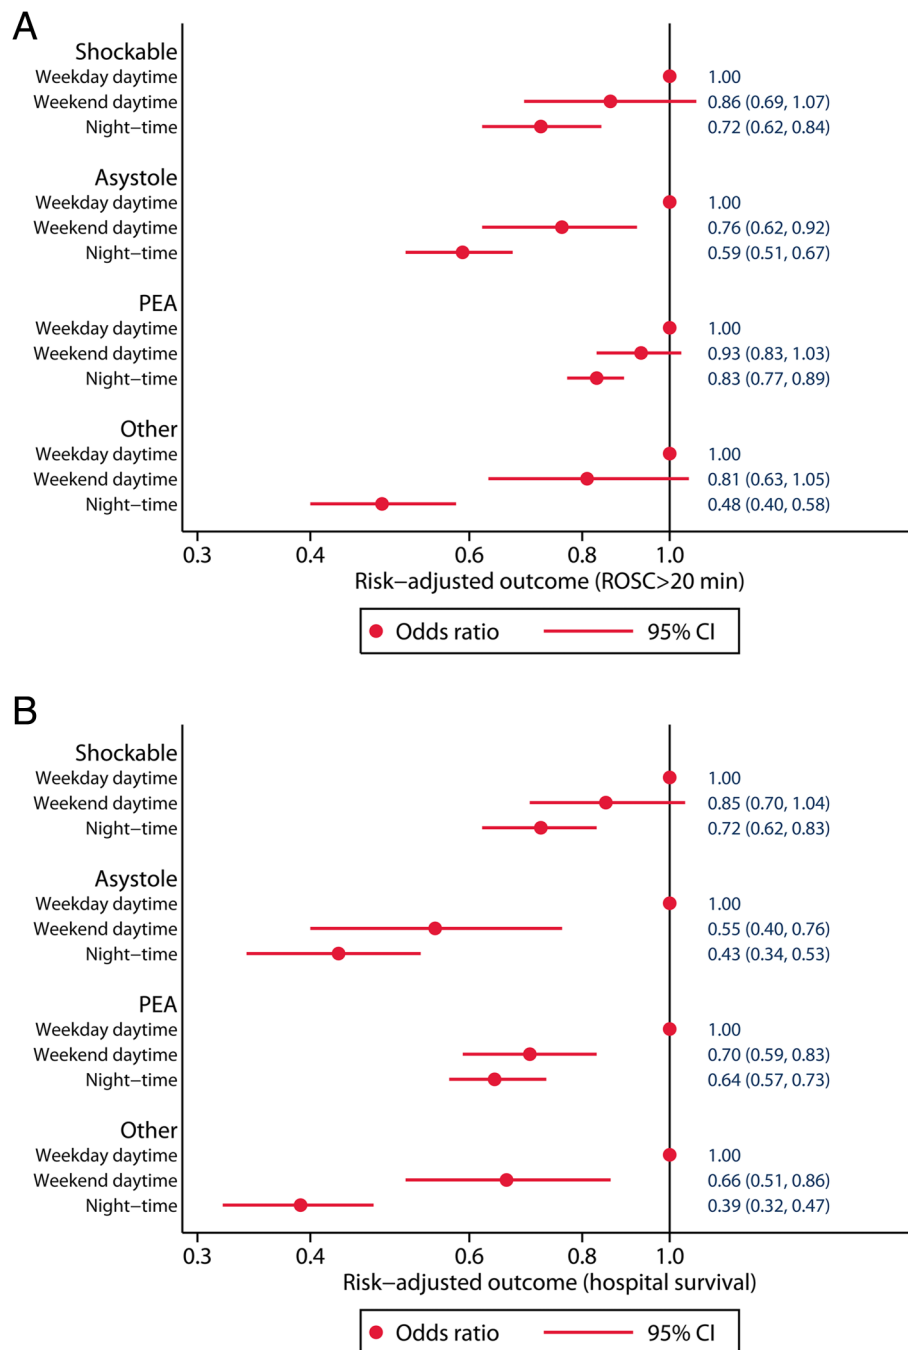 A
Shockable
Weekday daytime 1.00
Weekend daytime 0.86 (0.69, 1.07)
Night−time 0.72 (0.62, 0.84)
Asystole
Weekday daytime 1.00
Weekend daytime 0.76 (0.62, 0.92)
Night−time 0.59 (0.51, 0.67)
PEA
Weekday daytime 1.00
Weekend daytime 0.93 (0.83, 1.03)
Night−time 0.83 (0.77, 0.89)
Other
Weekday daytime 1.00
Weekend daytime 0.81 (0.63, 1.05)
Night−time 0.48 (0.40, 0.58)
0.3 0.4 0.6 0.8 1.0
Risk−adjusted outcome (ROSC>20 min)
Odds ratio 95% CI
B
Shockable
Weekday daytime 1.00
Weekend daytime 0.85 (0.70, 1.04)
Night−time 0.72 (0.62, 0.83)
Asystole
Weekday daytime 1.00
Weekend daytime 0.55 (0.40, 0.76)
Night−time 0.43 (0.34, 0.53)
PEA
Weekday daytime 1.00
Weekend daytime 0.70 (0.59, 0.83)
Night−time 0.64 (0.57, 0.73)
Other
Weekday daytime 1.00
Weekend daytime 0.66 (0.51, 0.86)
Night−time 0.39 (0.32, 0.47)
0.3 0.4 0.6 0.8 1.0
Risk−adjusted outcome (hospital survival)
Odds ratio 95% CI